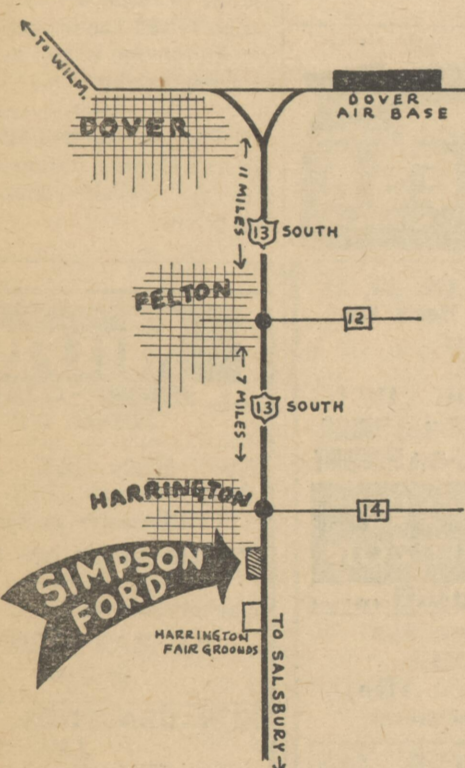 TO WILM.
DOVER
AIR BASE
DOVER
11 MILES
13 SOUTH
FELTON
12
7 MILES
13 SOUTH
HARRINGTON
14
SIMPSON
FORD
HARRINGTON
FAIR GROUNDS
TO SALSBURY